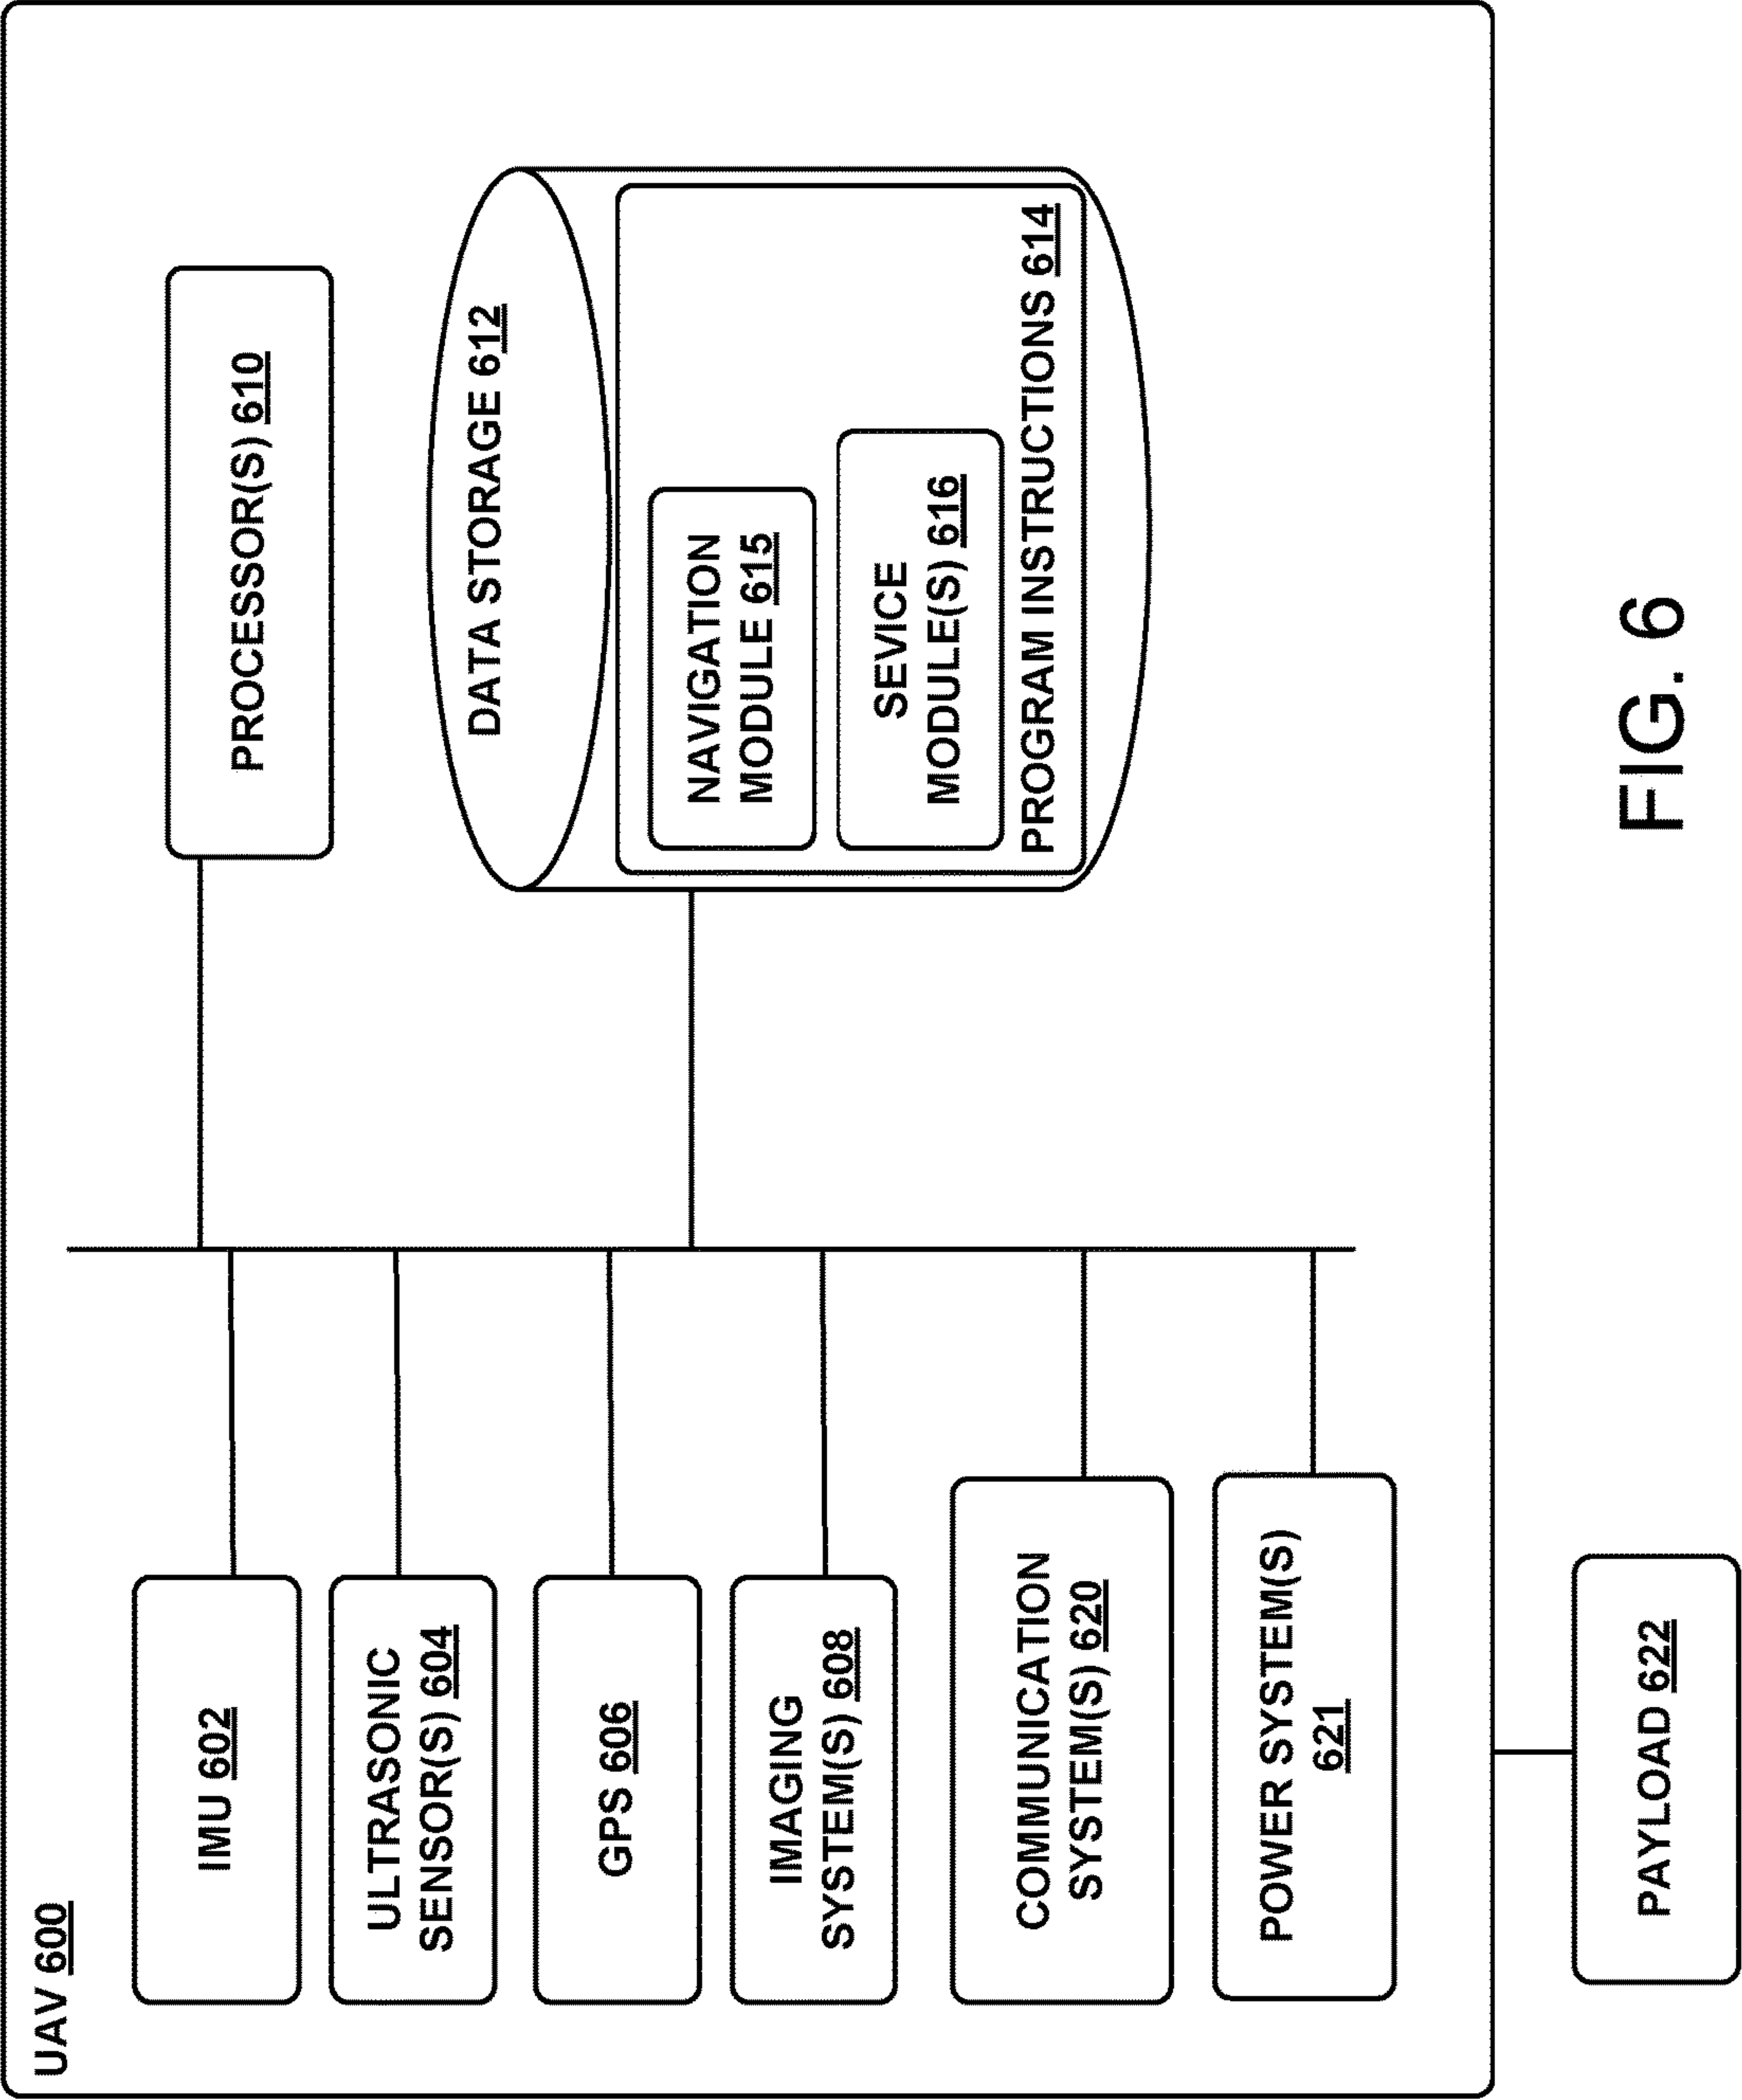 UAV 600
IMU 602
ULTRASONIC
SENSOR(S) 604
GPS 606
IMAGING
SYSTEM(S) 608
COMMUNICATION
SYSTEM(S) 620
POWER SYSTEM(S)
621
PROCESSOR(S) 610
DATA STORAGE 612
NAVIGATION
MODULE 615
SEVICE
MODULE(S) 616
PROGRAM INSTRUCTIONS 614
PAYLOAD 622
FIG. 6